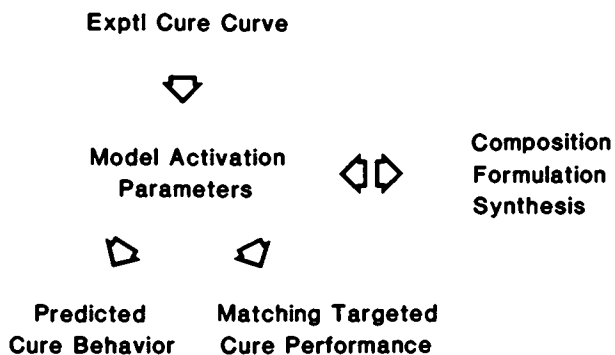 Exptl Cure Curve
Model Activation
Parameters
Composition
Formulation
Synthesis
Predicted
Cure Behavior
Matching Targeted
Cure Performance